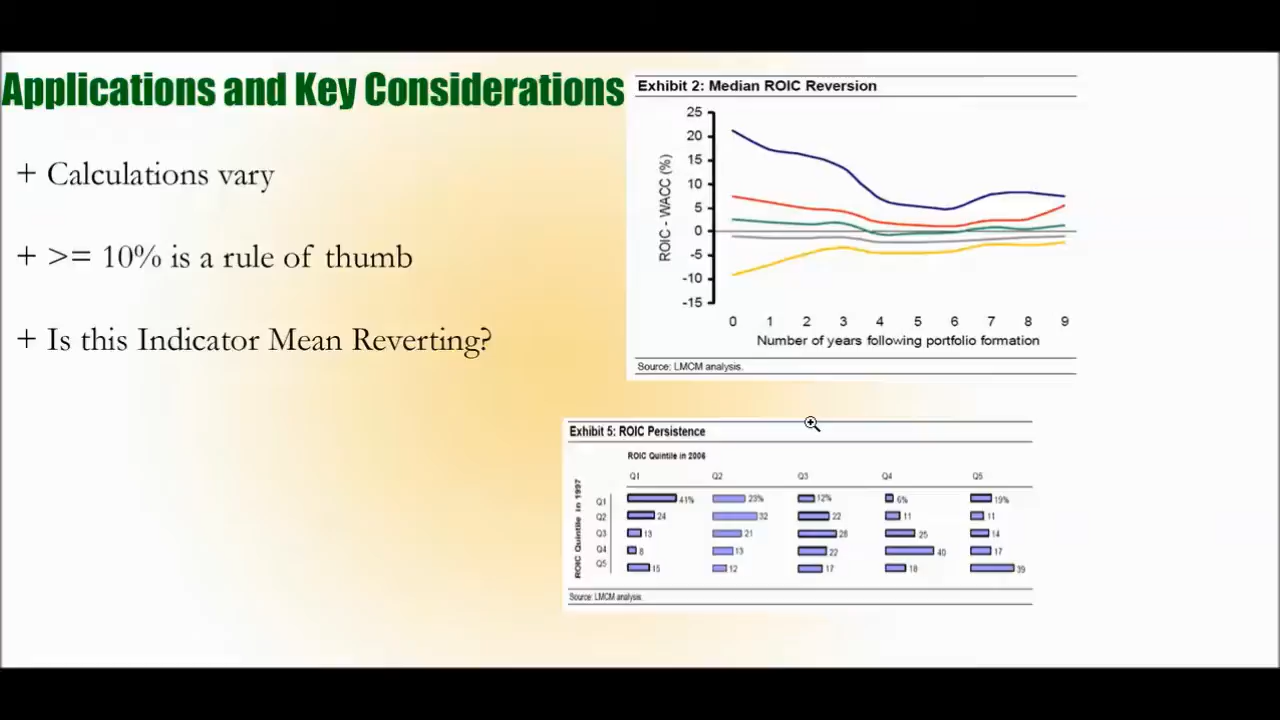 Applications and Key Considerations
+ Calculations vary
+ >= 10% is a rule of thumb
+ Is this Indicator Mean Reverting?
Exhibit 2: Median ROIC Reversion
ROIC - WACC (%)
25
20
15
10
5
0
-5
-10
-15
0 1 2 3 4 5 6 7 8 9
Number of years following portfolio formation
Source: LMCM analysis.
Exhibit 5: ROIC Persistence
ROIC Quintile in 2006
Q1 Q2 Q3 Q4 Q5
ROIC Quintile in 1997
Q1 41% 23% 12% 6% 19%
Q2 24 32 22 11 11
Q3 13 21 28 25 14
Q4 8 13 22 40 17
Q5 15 12 17 18 39
Source: LMCM analysis.